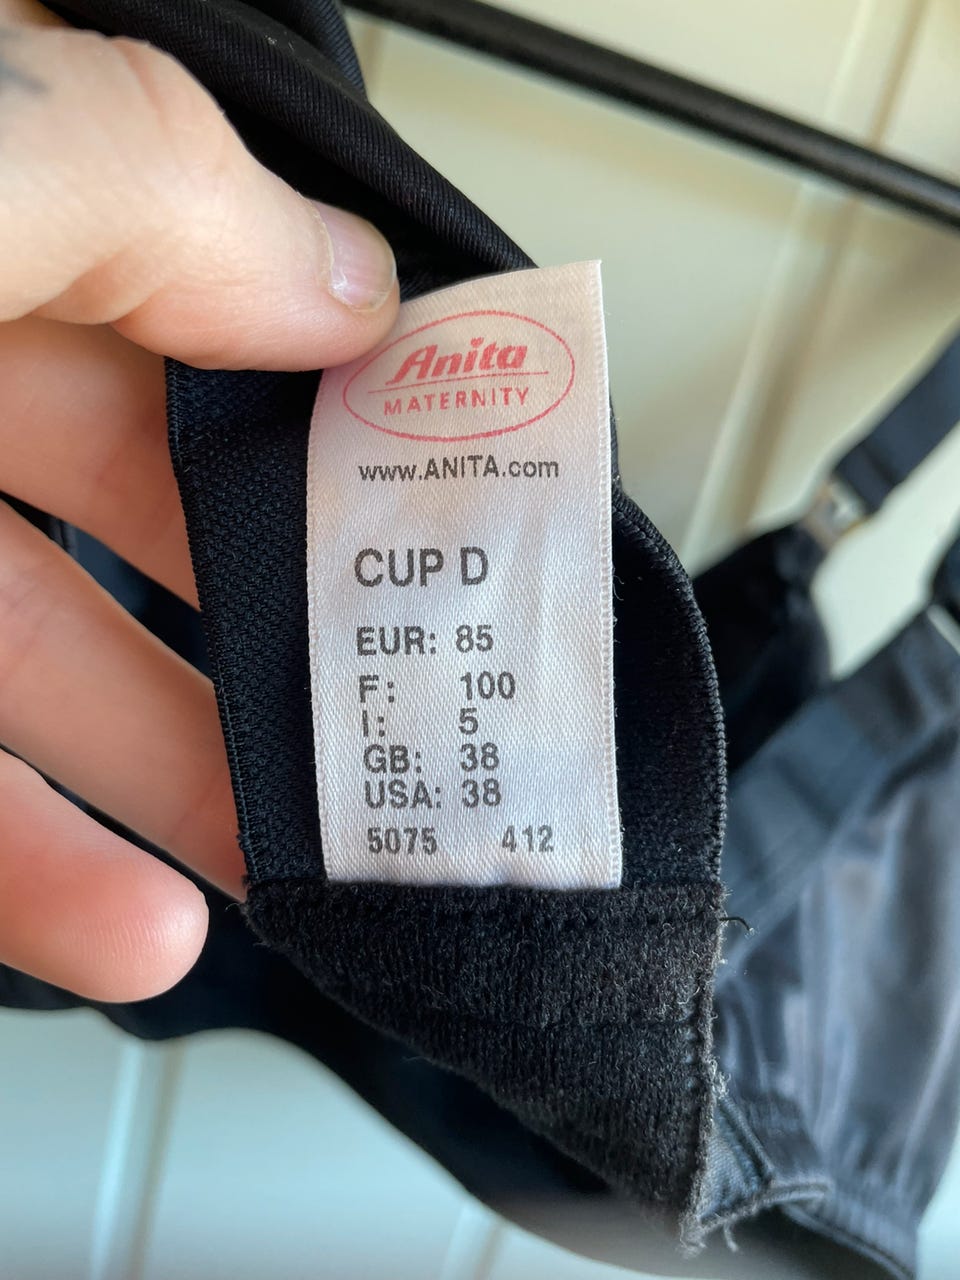 Anita
MATERNITY
www.ANITA.com
CUP D
EUR: 85
F: 100
I: 5
GB: 38
USA: 38
5075 412